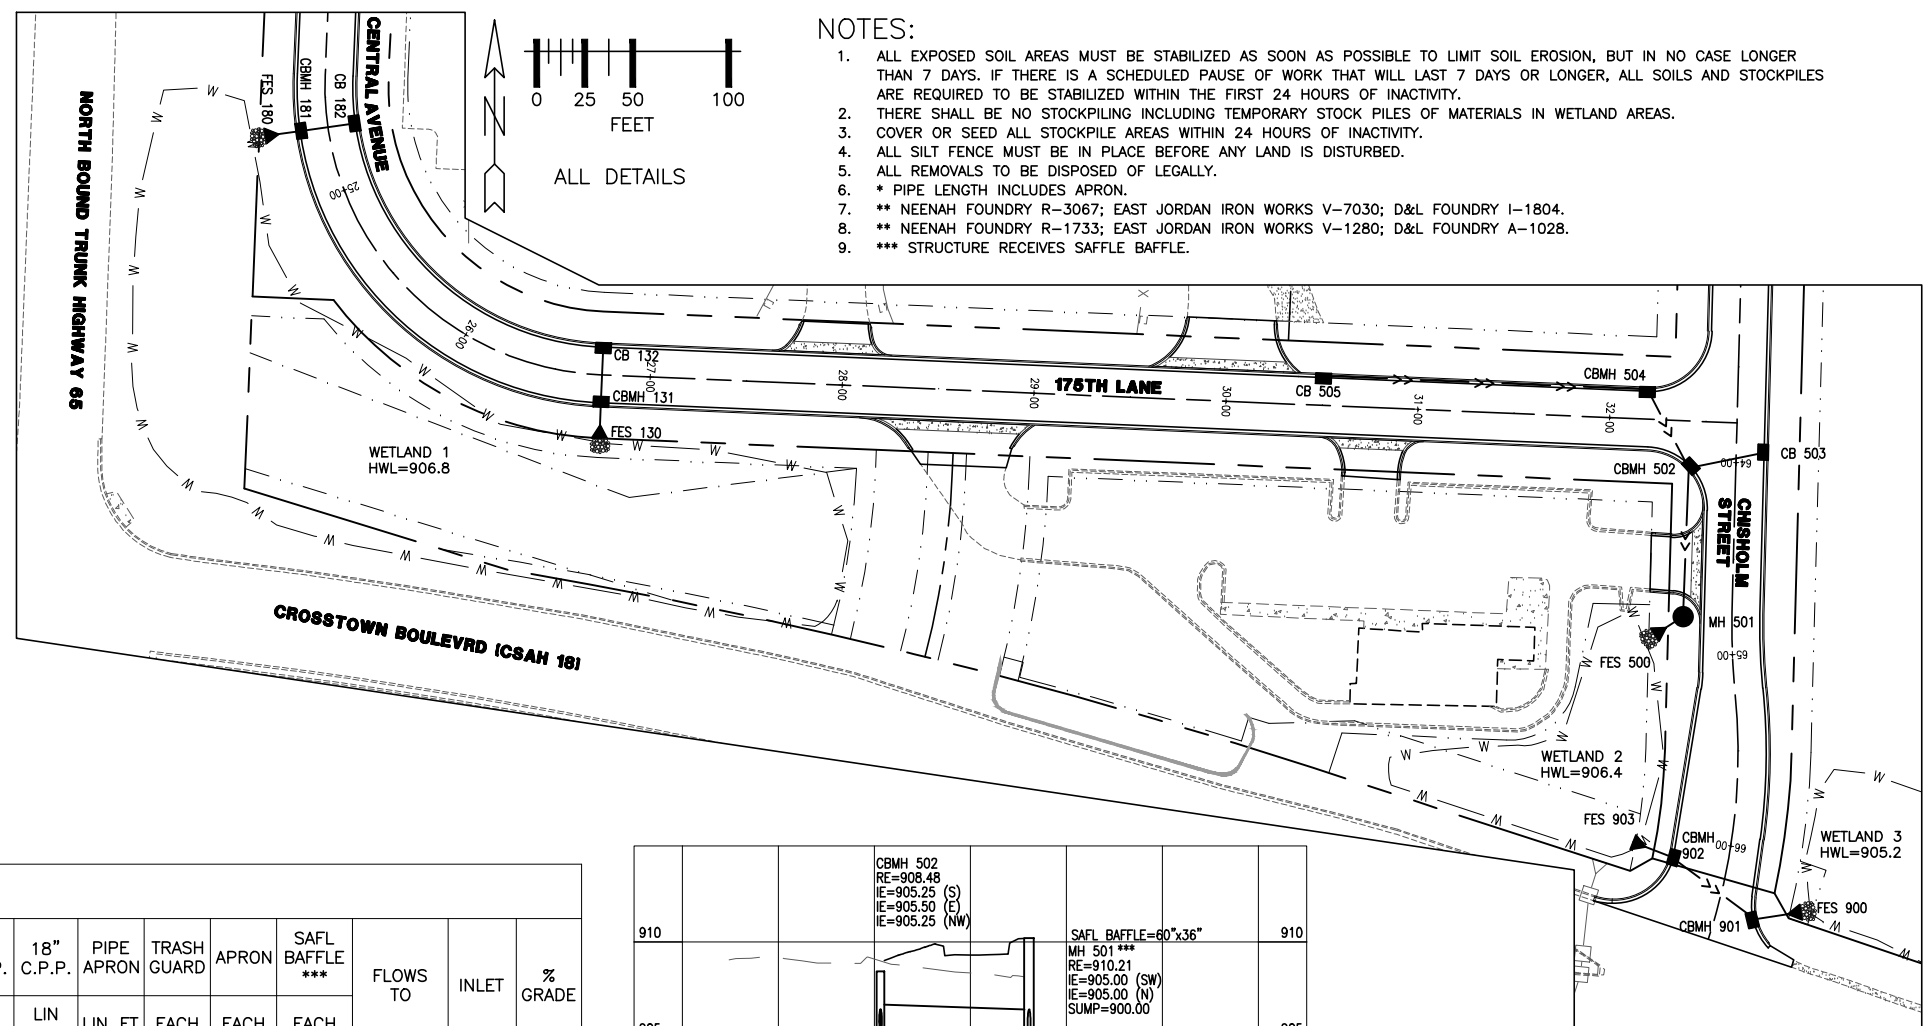 NOTES:
1. ALL EXPOSED SOIL AREAS MUST BE STABILIZED AS SOON AS POSSIBLE TO LIMIT SOIL EROSION, BUT IN NO CASE LONGER
THAN 7 DAYS. IF THERE IS A SCHEDULED PAUSE OF WORK THAT WILL LAST 7 DAYS OR LONGER, ALL SOILS AND STOCKPILES
ARE REQUIRED TO BE STABILIZED WITHIN THE FIRST 24 HOURS OF INACTIVITY.
2. THERE SHALL BE NO STOCKPILING INCLUDING TEMPORARY STOCK PILES OF MATERIALS IN WETLAND AREAS.
3. COVER OR SEED ALL STOCKPILE AREAS WITHIN 24 HOURS OF INACTIVITY.
4. ALL SILT FENCE MUST BE IN PLACE BEFORE ANY LAND IS DISTURBED.
5. ALL REMOVALS TO BE DISPOSED OF LEGALLY.
6. * PIPE LENGTH INCLUDES APRON.
7. ** NEENAH FOUNDRY R-3067; EAST JORDAN IRON WORKS V-7030; D&L FOUNDRY I-1804.
8. ** NEENAH FOUNDRY R-1733; EAST JORDAN IRON WORKS V-1280; D&L FOUNDRY A-1028.
9. *** STRUCTURE RECEIVES SAFFLE BAFFLE.
N
0 25 50 100
FEET
ALL DETAILS
NORTH BOUND TRUNK HIGHWAY 65
FES 180
CBMH 181
CB 182
CENTRAL AVENUE
25+00
26+00
CB 132
27+00
CBMH 131
FES 130
28+00
29+00
175TH LANE
30+00
CB 505
31+00
CBMH 504
32+00
CBMH 502
64+00
CB 503
WETLAND 1
HWL=906.8
CHISHOLM
STREET
CROSSTOWN BOULEVRD (CSAH 18)
MH 501
FES 500
65+00
WETLAND 2
HWL=906.4
FES 903
CBMH
902
66+00
WETLAND 3
HWL=905.2
FES 900
CBMH 901
P.
18"
C.P.P.
LIN
PIPE
APRON
LIN FT
TRASH
GUARD
EACH
APRON
EACH
SAFL
BAFFLE
***
EACH
FLOWS
TO
INLET
%
GRADE
CBMH 502
RE=908.48
IE=905.25 (S)
IE=905.50 (E)
IE=905.25 (NW)
910
SAFL BAFFLE=60"x36"
910
MH 501 ***
RE=910.21
IE=905.00 (SW)
IE=905.00 (N)
SUMP=900.00